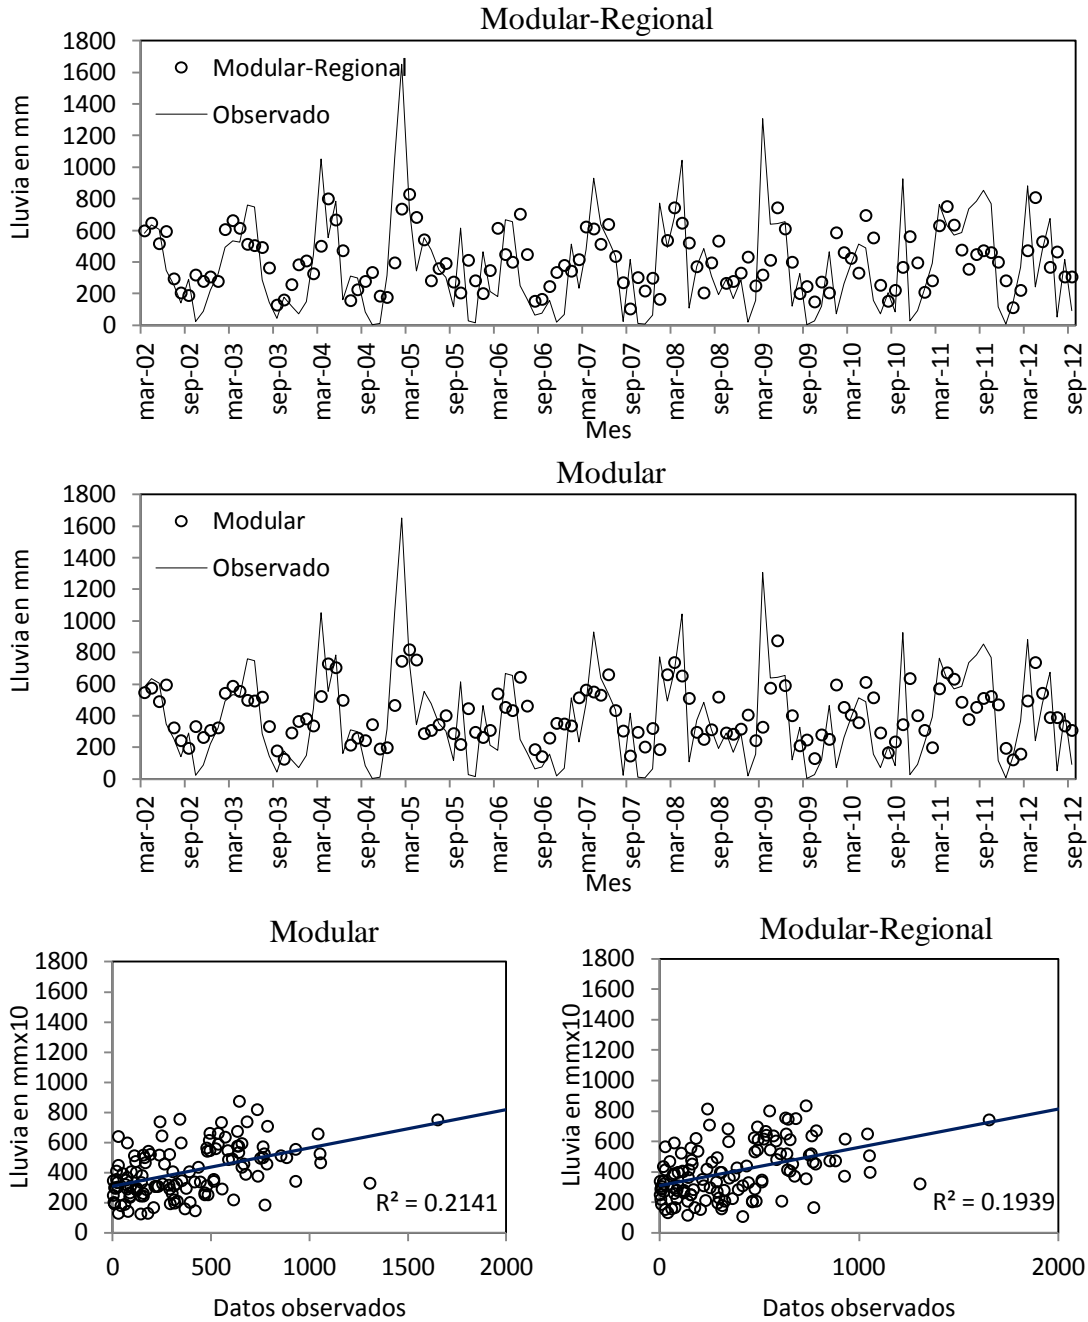 Modular-Regional
Lluvia en mm
1800
1600
1400
1200
1000
800
600
400
200
0
Modular-Regional
Observado
mar-02
sep-02
mar-03
sep-03
mar-04
sep-04
mar-05
sep-05
mar-06
sep-06
mar-07
sep-07
mar-08
sep-08
mar-09
sep-09
mar-10
sep-10
mar-11
sep-11
mar-12
sep-12
Mes
Modular
Lluvia en mm
1800
1600
1400
1200
1000
800
600
400
200
0
Modular
Observado
mar-02
sep-02
mar-03
sep-03
mar-04
sep-04
mar-05
sep-05
mar-06
sep-06
mar-07
sep-07
mar-08
sep-08
mar-09
sep-09
mar-10
sep-10
mar-11
sep-11
mar-12
sep-12
Mes
Modular
Lluvia en mmx10
1800
1600
1400
1200
1000
800
600
400
200
0
R² = 0.2141
0 500 1000 1500 2000
Datos observados
Modular-Regional
Lluvia en mmx10
1800
1600
1400
1200
1000
800
600
400
200
0
R² = 0.1939
0 500 1000 1500 2000
Datos observados